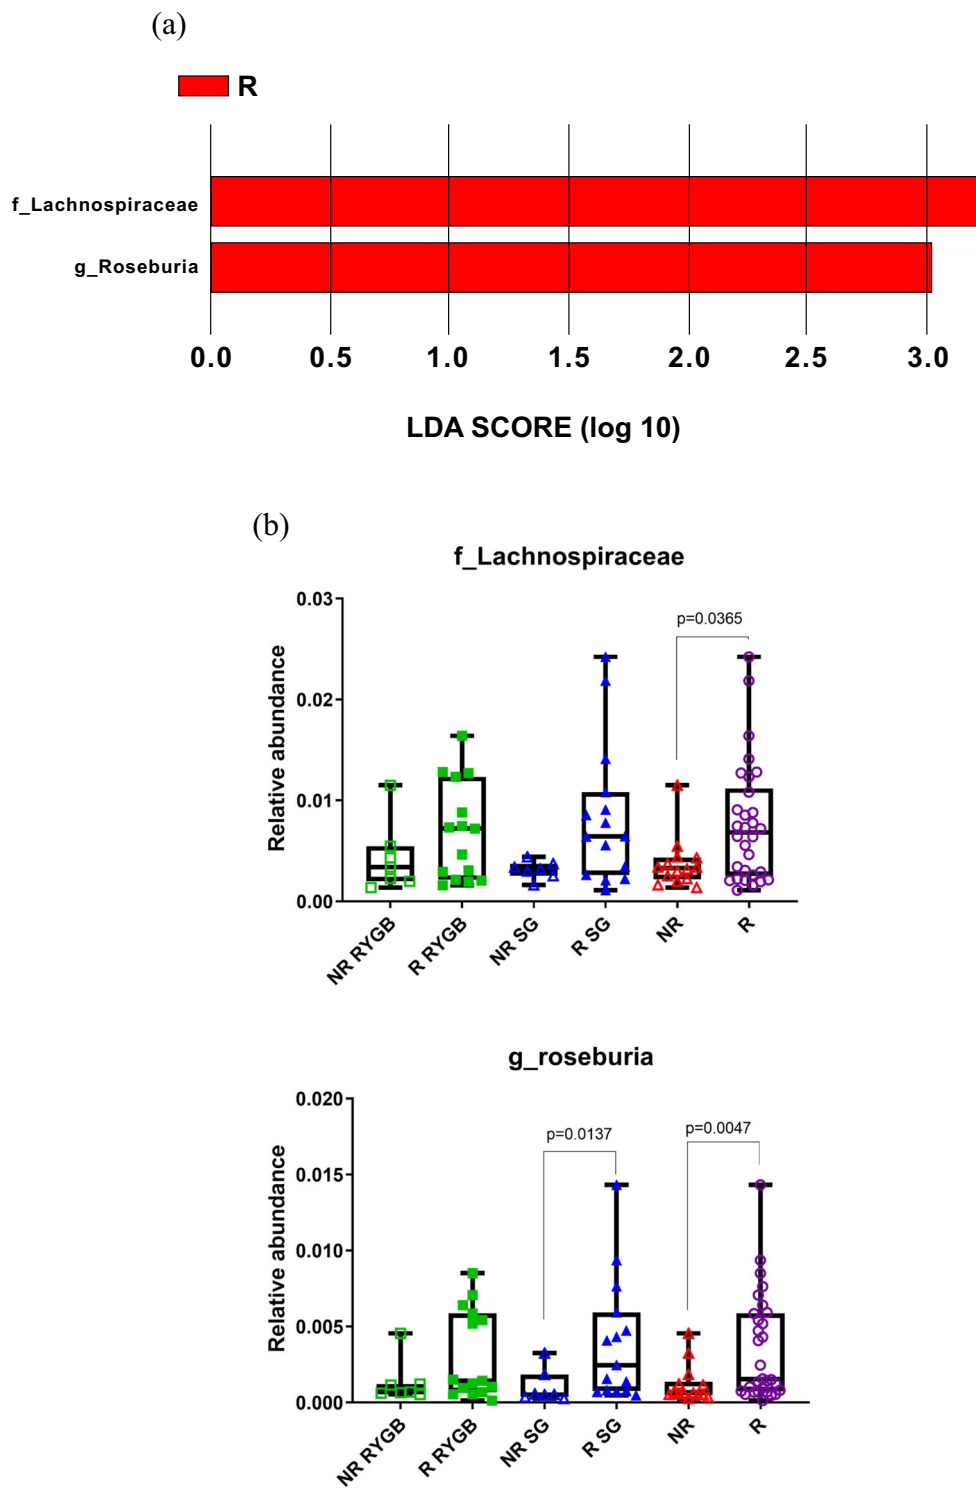 (a)
R
f_Lachnospiraceae
g_Roseburia
0.0 0.5 1.0 1.5 2.0 2.5 3.0
LDA SCORE (log 10)
(b)
f_Lachnospiraceae
Relative abundance
0.03
0.02
0.01
0.00
p=0.0365
NR RYGB
R RYGB
NR SG
R SG
NR
R
g_roseburia
Relative abundance
0.020
0.015
0.010
0.005
0.000
p=0.0137
p=0.0047
NR RYGB
R RYGB
NR SG
R SG
NR
R